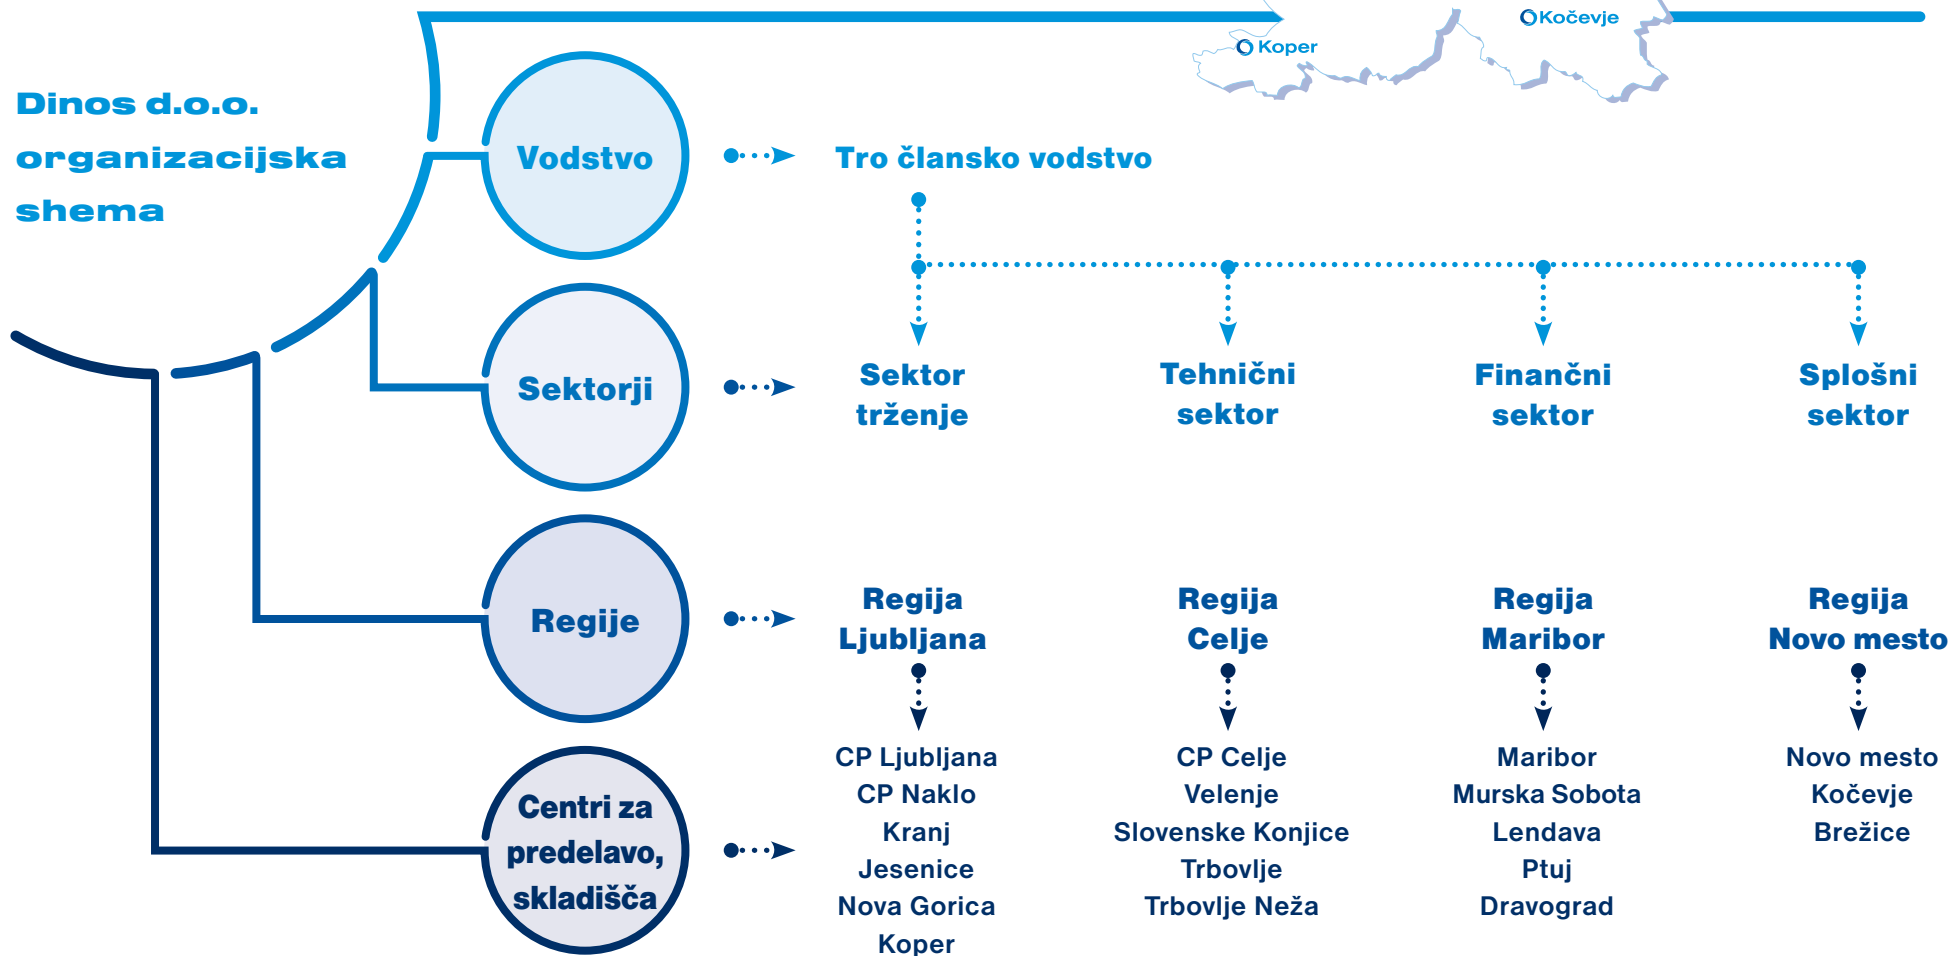 Kočevje
Koper
Dinos d.o.o.
organizacijska
shema
Vodstvo
Tro člansko vodstvo
Sektorji
Sektor
trženje
Tehnični
sektor
Finančni
sektor
Splošni
sektor
Regije
Regija
Ljubljana
Regija
Celje
Regija
Maribor
Regija
Novo mesto
Centri za
predelavo,
skladišča
CP Ljubljana
CP Naklo
Kranj
Jesenice
Nova Gorica
Koper
CP Celje
Velenje
Slovenske Konjice
Trbovlje
Trbovlje Neža
Maribor
Murska Sobota
Lendava
Ptuj
Dravograd
Novo mesto
Kočevje
Brežice